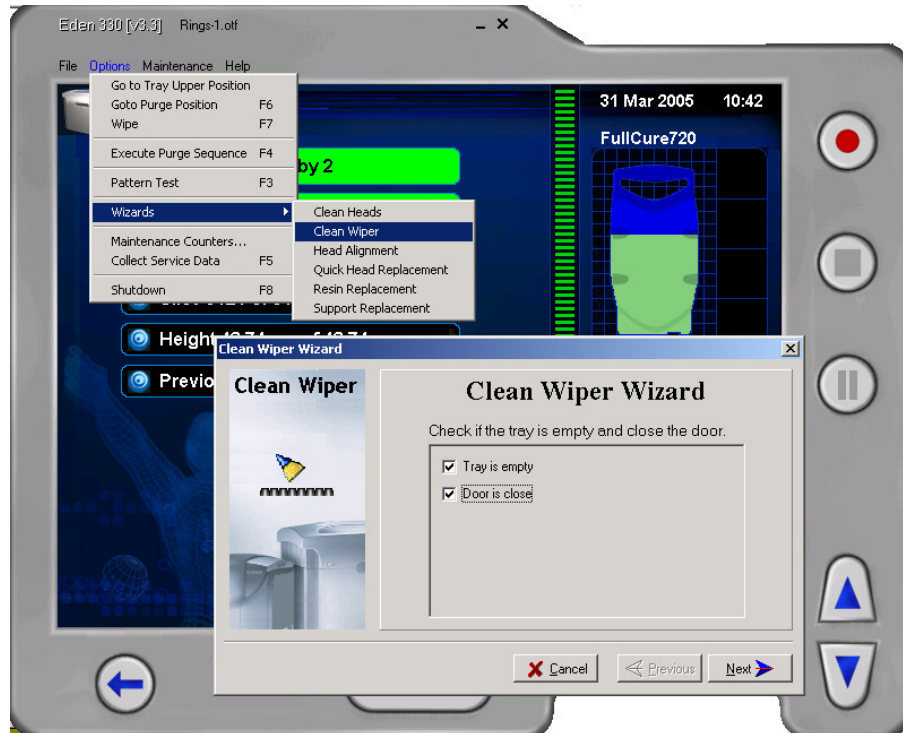 Eden 330 [v3.3] Rings-1.otf
File Options Maintenance Help
Go to Tray Upper Position
Goto Purge Position F6
Wipe F7
Execute Purge Sequence F4
Pattern Test F3
Wizards
Maintenance Counters...
Collect Service Data F5
Shutdown F8
Clean Heads
Clean Wiper
Head Alignment
Quick Head Replacement
Resin Replacement
Support Replacement
31 Mar 2005 10:42
FullCure720
by 2
Height
Previo
Clean Wiper Wizard
Clean Wiper
Clean Wiper Wizard
Check if the tray is empty and close the door.
Tray is empty
Door is close
Cancel
Previous
Next